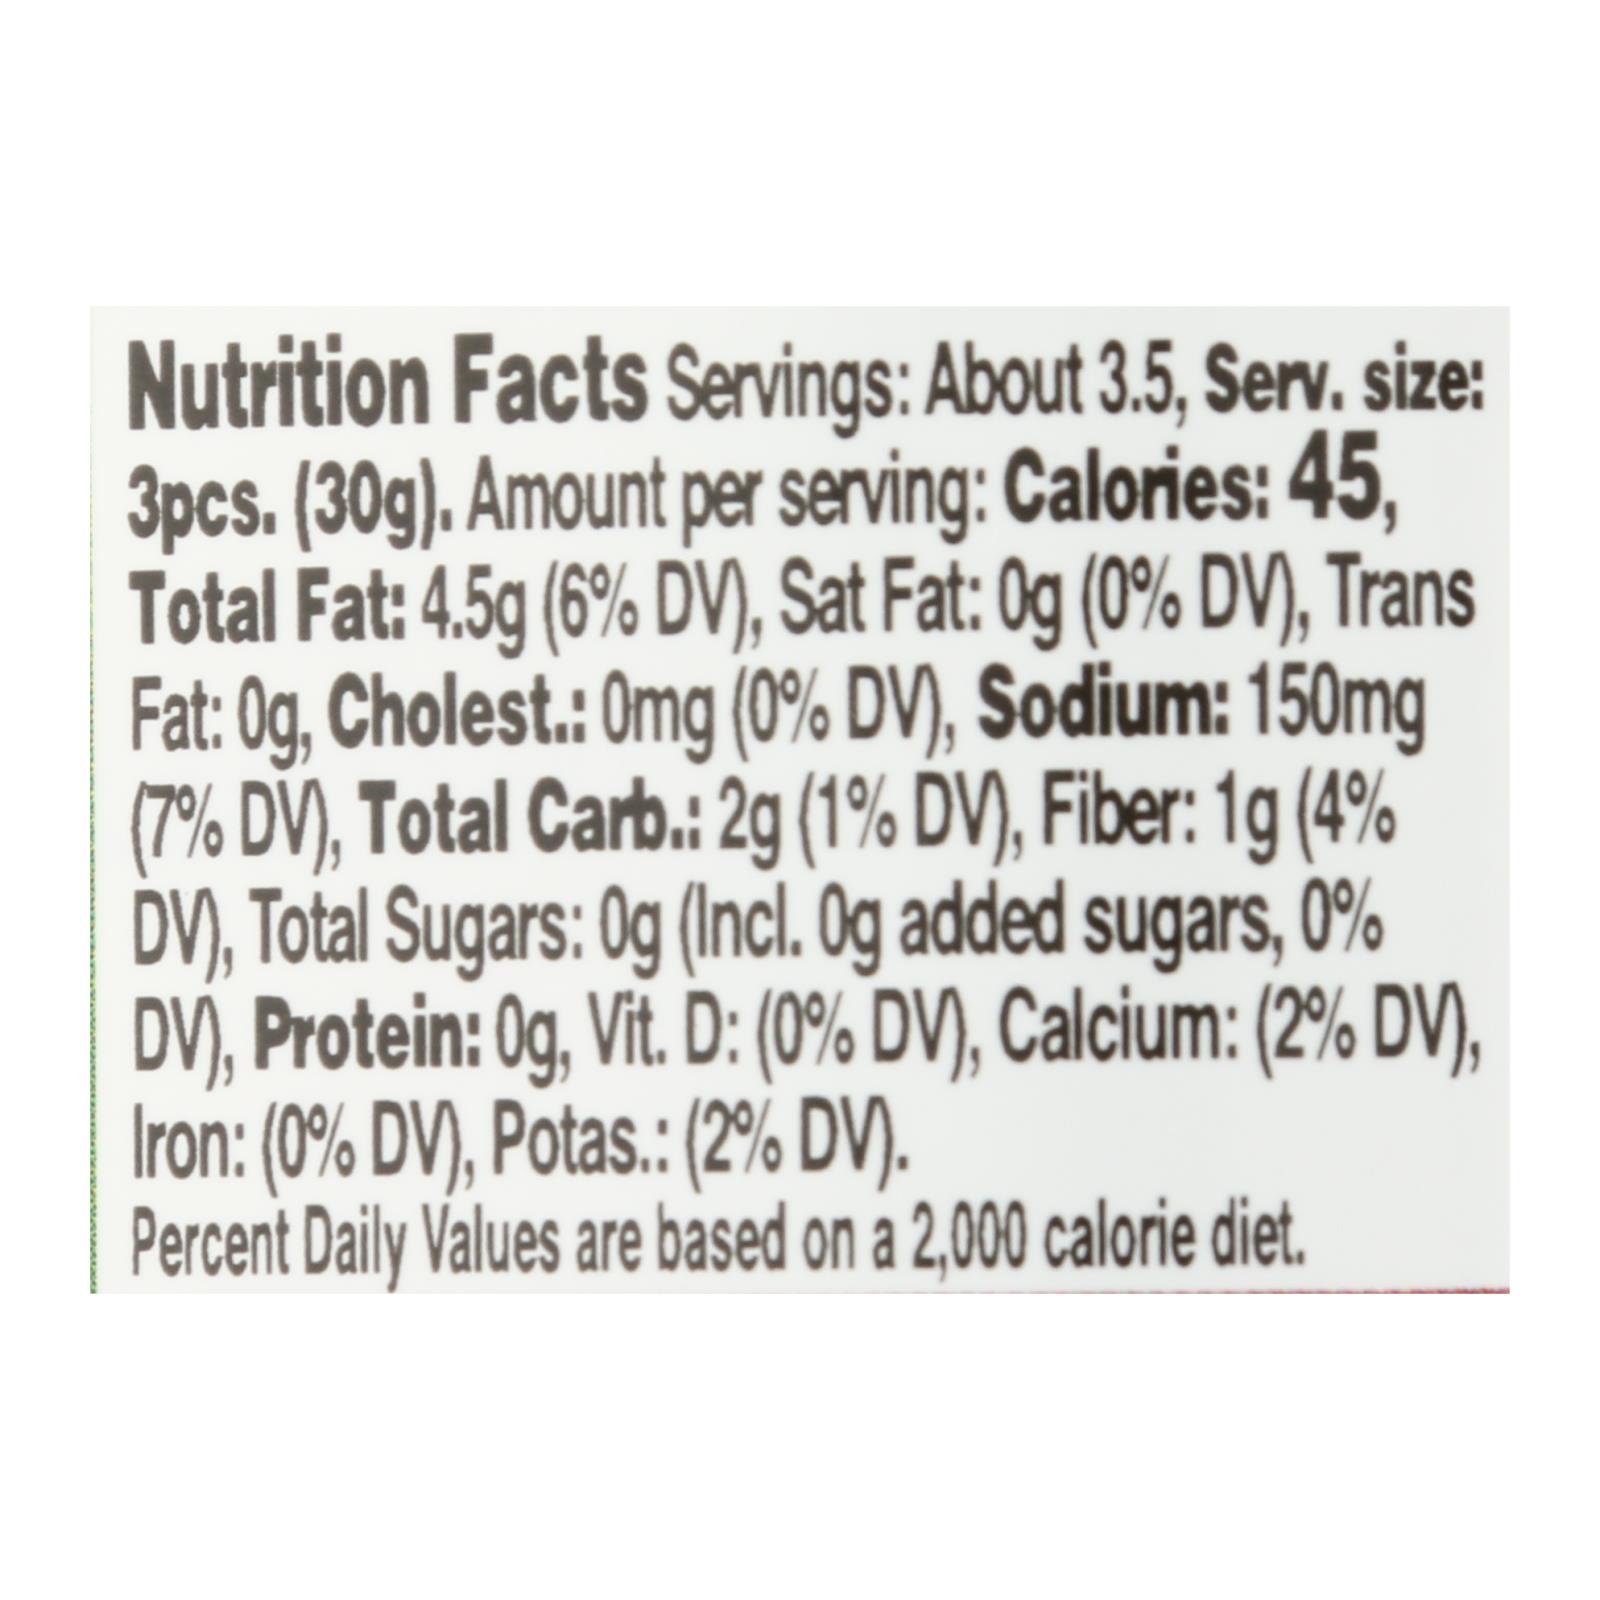 Nutrition Facts Servings: About 3.5, Serv. size:
3pcs. (30g). Amount per serving: Calories: 45,
Total Fat: 4.5g (6% DV), Sat Fat: 0g (0% DV), Trans
Fat: 0g, Cholest.: 0mg (0% DV), Sodium: 150mg
(7% DV), Total Carb.: 2g (1% DV), Fiber: 1g (4%
DV), Total Sugars: 0g (Incl. 0g added sugars, 0%
DV), Protein: 0g, Vit. D: (0% DV), Calcium: (2% DV),
Iron: (0% DV), Potas.: (2% DV).
Percent Daily Values are based on a 2,000 calorie diet.